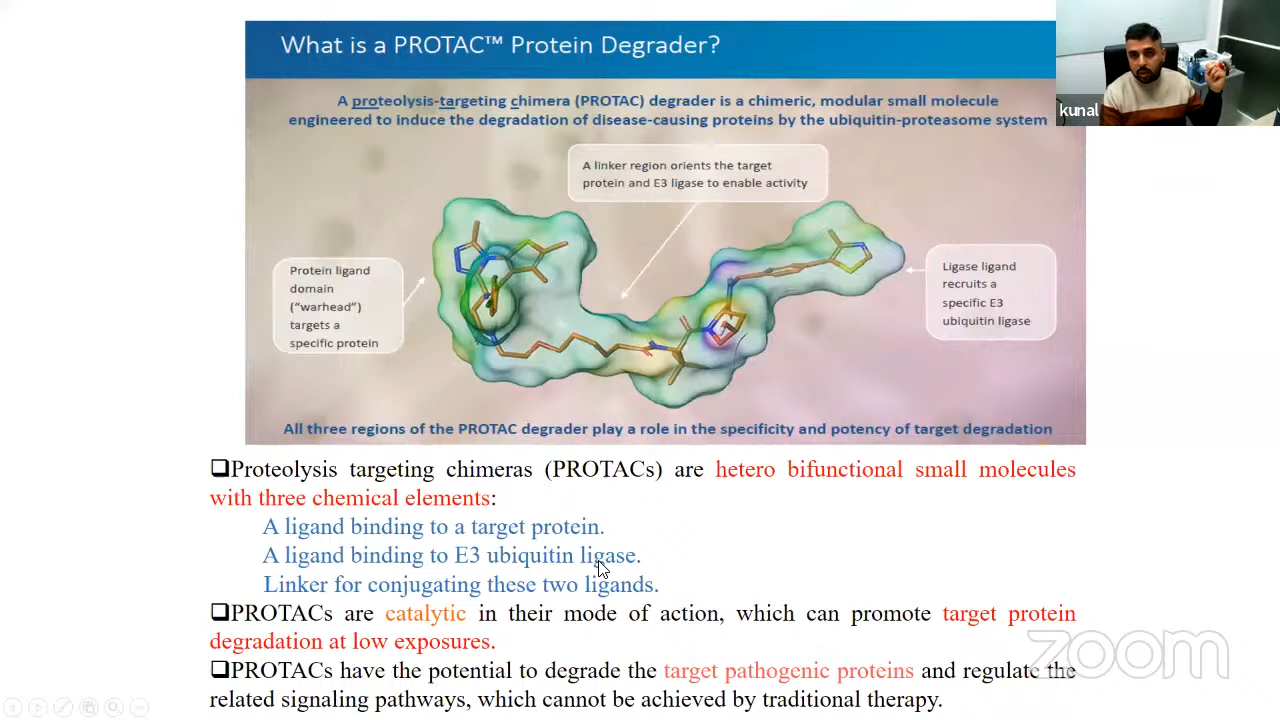 What is a PROTAC™ Protein Degrader?
kunal
A proteolysis-targeting chimera (PROTAC) degrader is a chimeric, modular small molecule
engineered to induce the degradation of disease-causing proteins by the ubiquitin-proteasome system
A linker region orients the target
protein and E3 ligase to enable activity
Protein ligand
domain
(“warhead”)
targets a
specific protein
Ligase ligand
recruits a
specific E3
ubiquitin ligase
All three regions of the PROTAC degrader play a role in the specificity and potency of target degradation
❑Proteolysis targeting chimeras (PROTACs) are hetero bifunctional small molecules
with three chemical elements:
A ligand binding to a target protein.
A ligand binding to E3 ubiquitin ligase.
Linker for conjugating these two ligands.
❑PROTACs are catalytic in their mode of action, which can promote target protein
degradation at low exposures.
❑PROTACs have the potential to degrade the target pathogenic proteins and regulate the
related signaling pathways, which cannot be achieved by traditional therapy.
zoom